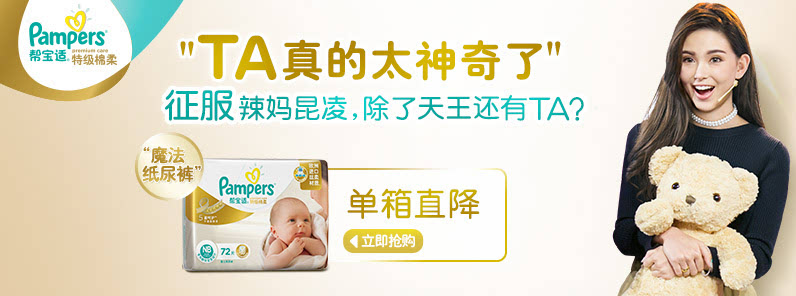 Pampers
premium care
帮宝适 特级棉柔
"TA真的太神奇了"
征服辣妈昆凌,除了天王还有TA?
"魔法
纸尿裤"
Pampers
帮宝适
NB
72
单箱直降
立即抢购